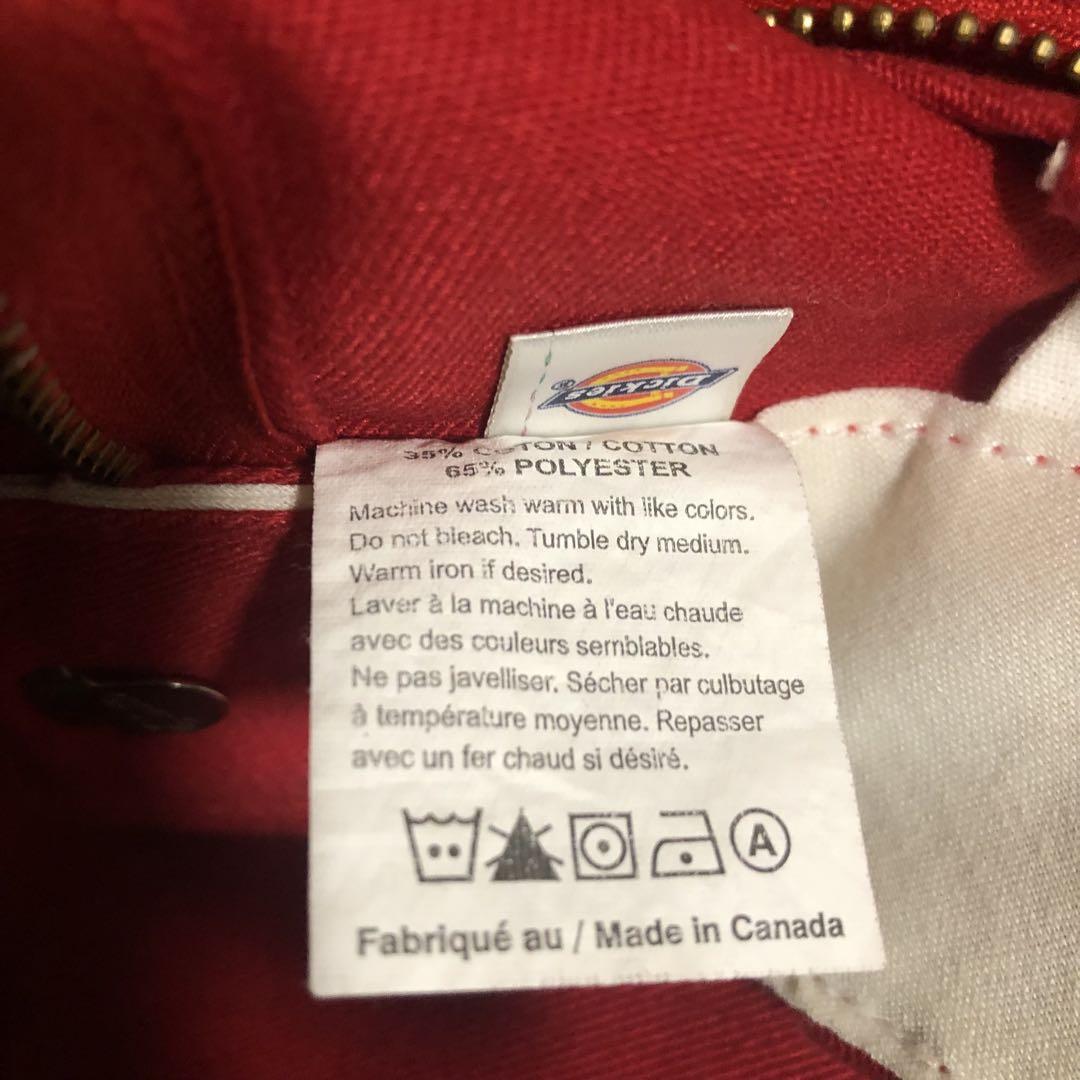 Dickies®
35% COTON / COTTON
65% POLYESTER
Machine wash warm with like colors.
Do not bleach. Tumble dry medium.
Warm iron if desired.
Laver à la machine à l'eau chaude
avec des couleurs semblables.
Ne pas javelliser. Sécher par culbutage
à température moyenne. Repasser
avec un fer chaud si désiré.
A
Fabriqué au / Made in Canada